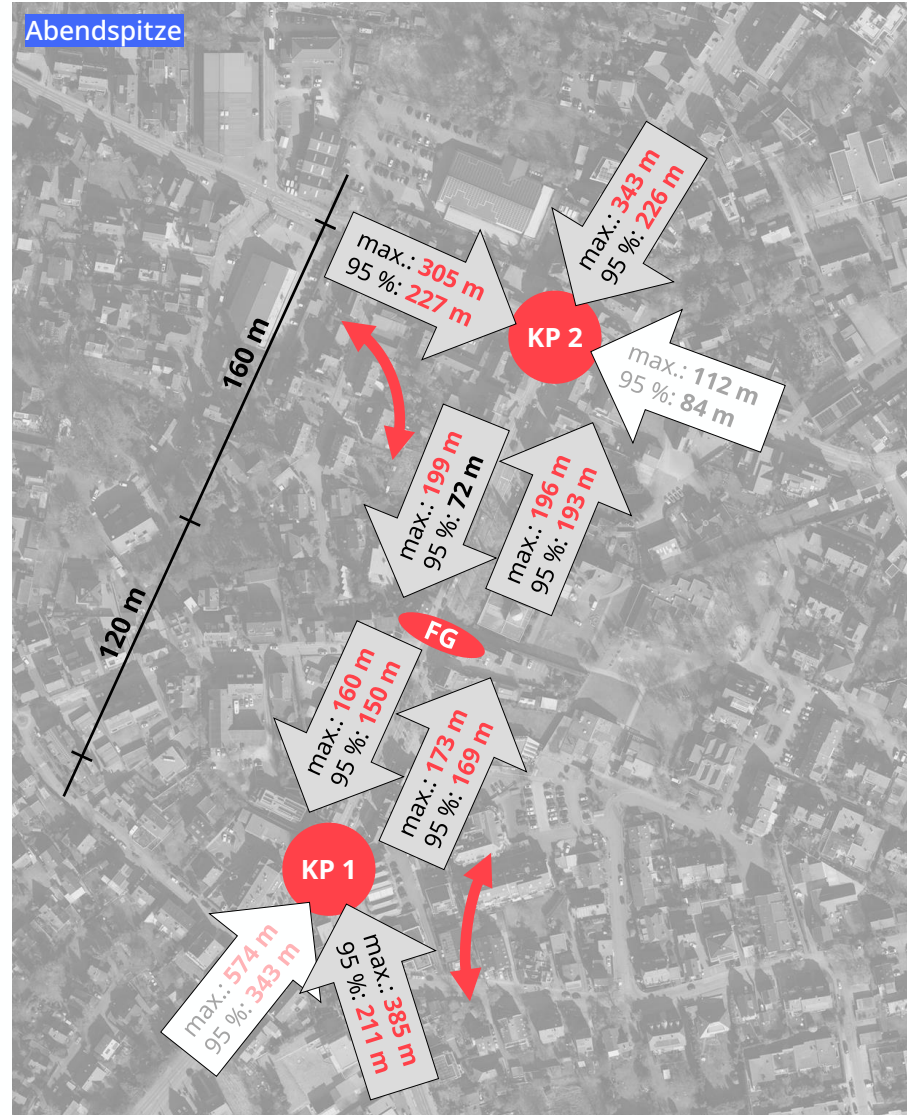 Abendspitze
max.: 343 m
95 %: 226 m
max.: 305 m
95 %: 227 m
KP 2
160 m
max.: 112 m
95 %: 84 m
max.: 199 m
95 %: 72 m
max.: 196 m
95 %: 193 m
120 m
FG
max.: 160 m
95 %: 150 m
max.: 173 m
95 %: 169 m
KP 1
max.: 574 m
95 %: 343 m
max.: 385 m
95 %: 211 m